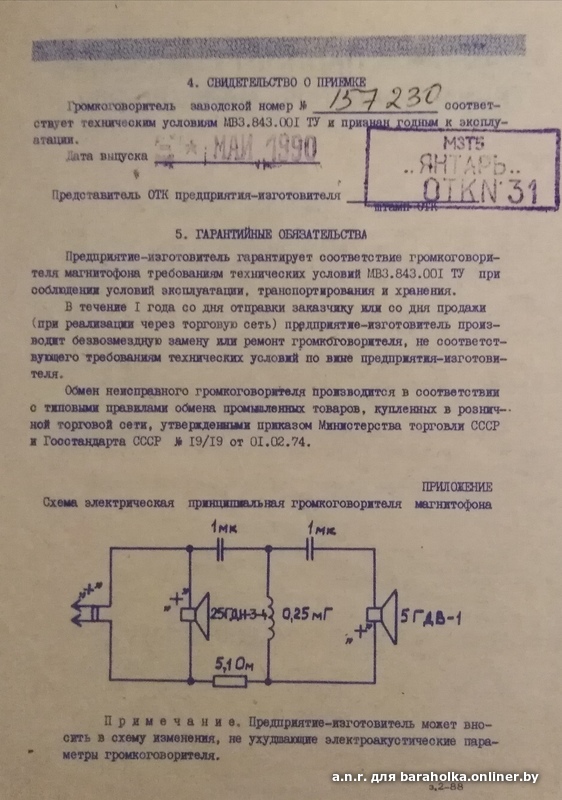 4. СВИДЕТЕЛЬСТВО О ПРИЕМКЕ
Громкоговоритель заводской номер № 157230 соответ-
ствует техническим условиям МВ3.843.001 ТУ и признан годным к эксплу-
атации.
Дата выпуска МАЙ 1990
МЗТБ
„ЯНТАРЬ„
ОТК N 31
Представитель ОТК предприятия-изготовителя
штамп ОТК
5. ГАРАНТИЙНЫЕ ОБЯЗАТЕЛЬСТВА
Предприятие-изготовитель гарантирует соответствие громкоговори-
теля магнитофона требованиям технических условий МВ3.843.001 ТУ при
соблюдении условий эксплуатации, транспортирования и хранения.
В течение I года со дня отправки заказчику или со дня продажи
(при реализации через торговую сеть) предприятие-изготовитель произ-
водит безвозмездную замену или ремонт громкоговорителя, не соответст-
вующего требованиям технических условий по вине предприятия-изготови-
теля.
Обмен неисправного громкоговорителя производится в соответствии
с типовыми правилами обмена промышленных товаров, купленных в рознич-
ной торговой сети, утвержденными приказом Министерства торговли СССР
и Госстандарта СССР № 19/19 от 01.02.74.
ПРИЛОЖЕНИЕ
Схема электрическая принципиальная громкоговорителя магнитофона
1мк 1мк
„+”
„+” 25ГДН-3-4 0,25мГ 5ГДВ-1
„+”
5,1 Ом
Примечание. Предприятие-изготовитель может вно-
сить в схему изменения, не ухудшающие электроакустические пара-
метры громкоговорителя.
a.n.r. для baraholka.onliner.by
з.2-88